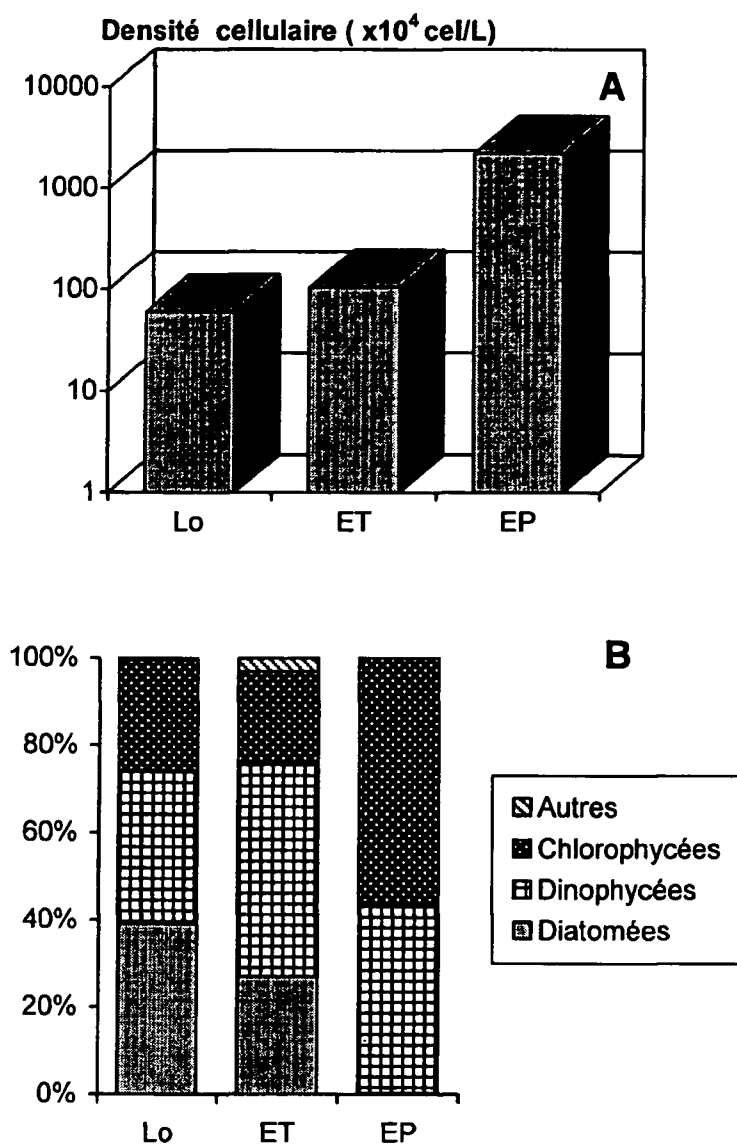 Densité cellulaire ( x10⁴ cel/L)
A
10000
1000
100
10
1
Lo ET EP
B
100%
80%
60%
40%
20%
0%
Autres
Chlorophycées
Dinophycées
Diatomées
Lo ET EP